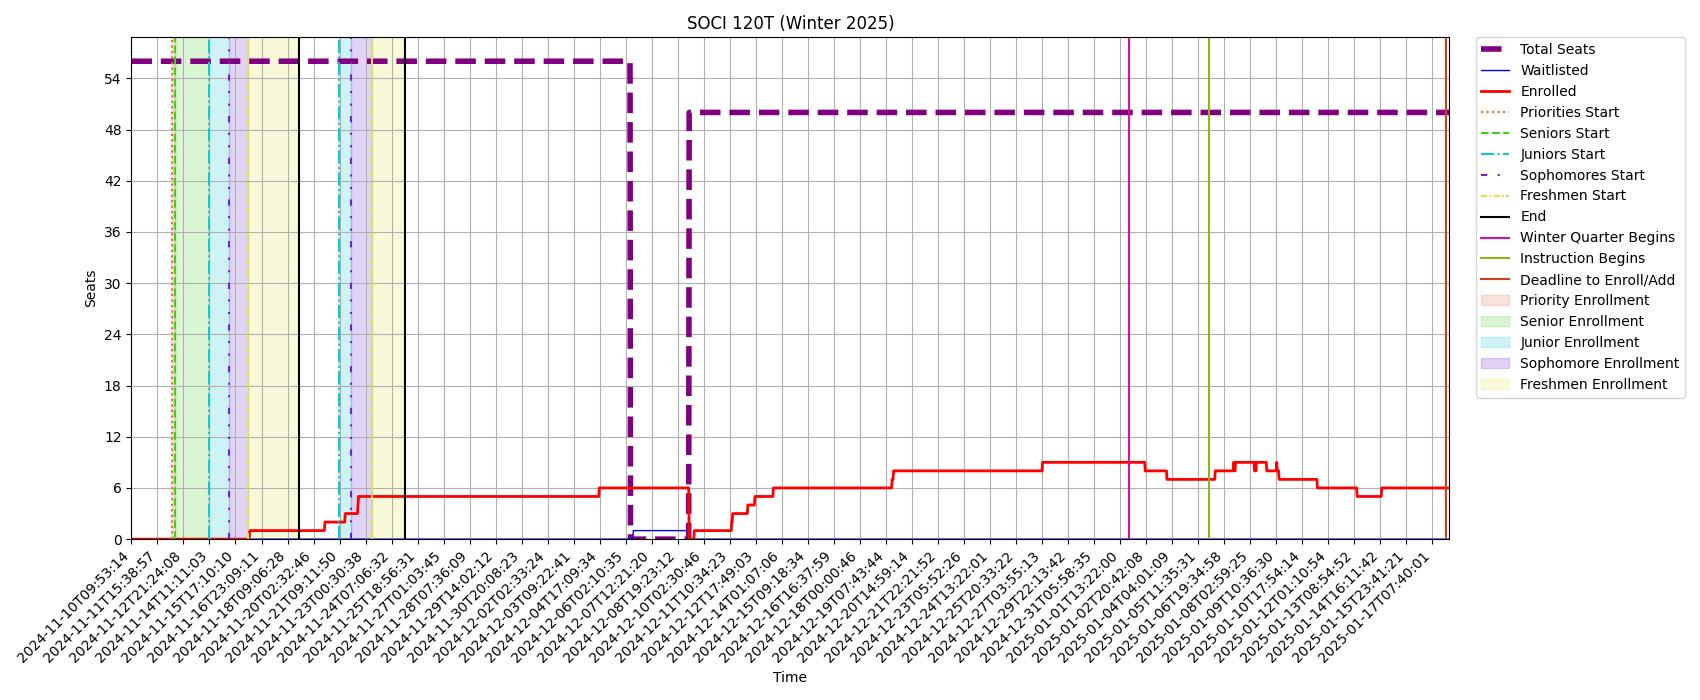 SOCI 120T (Winter 2025)
Seats
54
48
42
36
30
24
18
12
6
0
2024-11-10T09:53:14
2024-11-11T15:38:57
2024-11-12T21:24:08
2024-11-14T11:11:03
2024-11-15T17:10:10
2024-11-16T23:09:11
2024-11-18T09:06:28
2024-11-20T02:32:46
2024-11-21T09:11:50
2024-11-23T00:30:38
2024-11-24T07:06:32
2024-11-25T18:56:31
2024-11-27T01:03:45
2024-11-28T07:36:09
2024-11-29T14:02:12
2024-11-30T20:08:23
2024-12-02T02:33:24
2024-12-03T09:22:41
2024-12-04T17:09:34
2024-12-06T02:10:35
2024-12-07T12:21:20
2024-12-08T19:23:12
2024-12-10T02:30:46
2024-12-11T10:34:23
2024-12-12T17:49:03
2024-12-14T01:07:06
2024-12-15T09:18:34
2024-12-16T16:37:59
2024-12-18T00:00:46
2024-12-19T07:43:44
2024-12-20T14:59:14
2024-12-21T22:21:52
2024-12-23T05:52:26
2024-12-24T13:22:01
2024-12-25T20:33:22
2024-12-27T03:55:13
2024-12-29T22:13:42
2024-12-31T05:58:35
2025-01-01T13:22:00
2025-01-02T20:42:08
2025-01-04T04:01:09
2025-01-05T11:35:31
2025-01-06T19:34:58
2025-01-08T02:59:25
2025-01-09T10:36:30
2025-01-10T17:54:14
2025-01-12T01:10:54
2025-01-13T08:54:52
2025-01-14T16:11:42
2025-01-15T23:41:21
2025-01-17T07:40:01
Time
Total Seats
Waitlisted
Enrolled
Priorities Start
Seniors Start
Juniors Start
Sophomores Start
Freshmen Start
End
Winter Quarter Begins
Instruction Begins
Deadline to Enroll/Add
Priority Enrollment
Senior Enrollment
Junior Enrollment
Sophomore Enrollment
Freshmen Enrollment